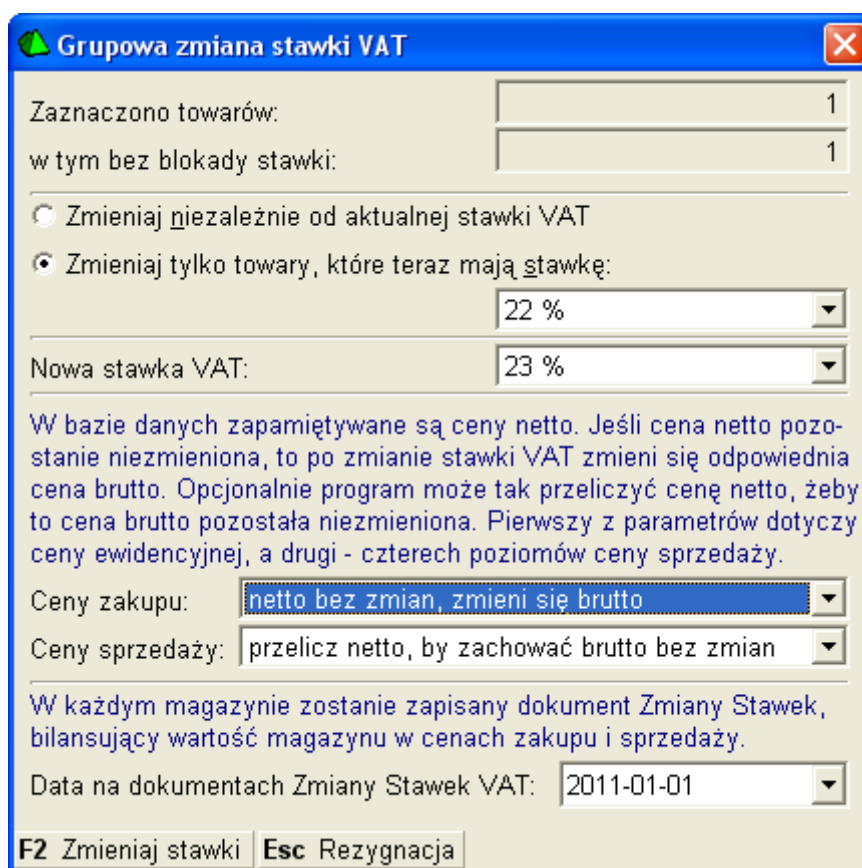 Grupowa zmiana stawki VAT
Zaznaczono towarów: 1
w tym bez blokady stawki: 1
Zmieniaj niezależnie od aktualnej stawki VAT
Zmieniaj tylko towary, które teraz mają stawkę:
22 %
Nowa stawka VAT: 23 %
W bazie danych zapamiętywane są ceny netto. Jeśli cena netto pozo-
stanie niezmieniona, to po zmianie stawki VAT zmieni się odpowiednia
cena brutto. Opcjonalnie program może tak przeliczyć cenę netto, żeby
to cena brutto pozostała niezmieniona. Pierwszy z parametrów dotyczy
ceny ewidencyjnej, a drugi - czterech poziomów ceny sprzedaży.
Ceny zakupu: netto bez zmian, zmieni się brutto
Ceny sprzedaży: przelicz netto, by zachować brutto bez zmian
W każdym magazynie zostanie zapisany dokument Zmiany Stawek,
bilansujący wartość magazynu w cenach zakupu i sprzedaży.
Data na dokumentach Zmiany Stawek VAT: 2011-01-01
F2 Zmieniaj stawki Esc Rezygnacja